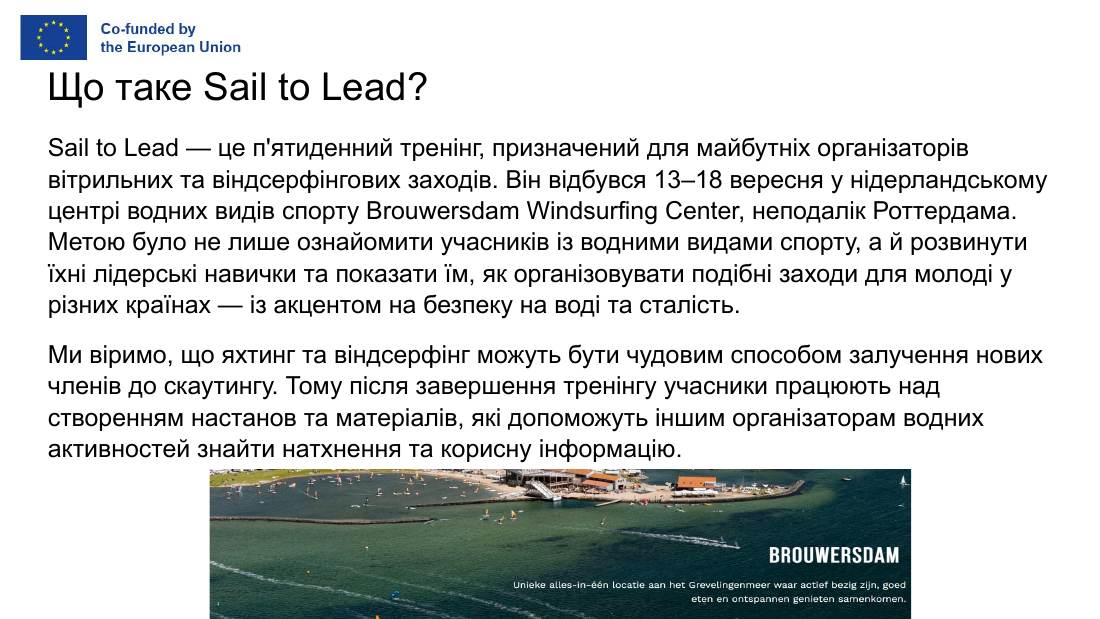 Co-funded by
the European Union
Що таке Sail to Lead?
Sail to Lead — це п'ятиденний тренінг, призначений для майбутніх організаторів
вітрильних та віндсерфінгових заходів. Він відбувся 13–18 вересня у нідерландському
центрі водних видів спорту Brouwersdam Windsurfing Center, неподалік Роттердама.
Метою було не лише ознайомити учасників із водними видами спорту, а й розвинути
їхні лідерські навички та показати їм, як організовувати подібні заходи для молоді у
різних країнах — із акцентом на безпеку на воді та сталість.
Ми віримо, що яхтинг та віндсерфінг можуть бути чудовим способом залучення нових
членів до скаутингу. Тому після завершення тренінгу учасники працюють над
створенням настанов та матеріалів, які допоможуть іншим організаторам водних
активностей знайти натхнення та корисну інформацію.
BROUWERSDAM
Unieke alles-in-één locatie aan het Grevelingenmeer waar actief bezig zijn, goed
eten en ontspannen genieten samenkomen.